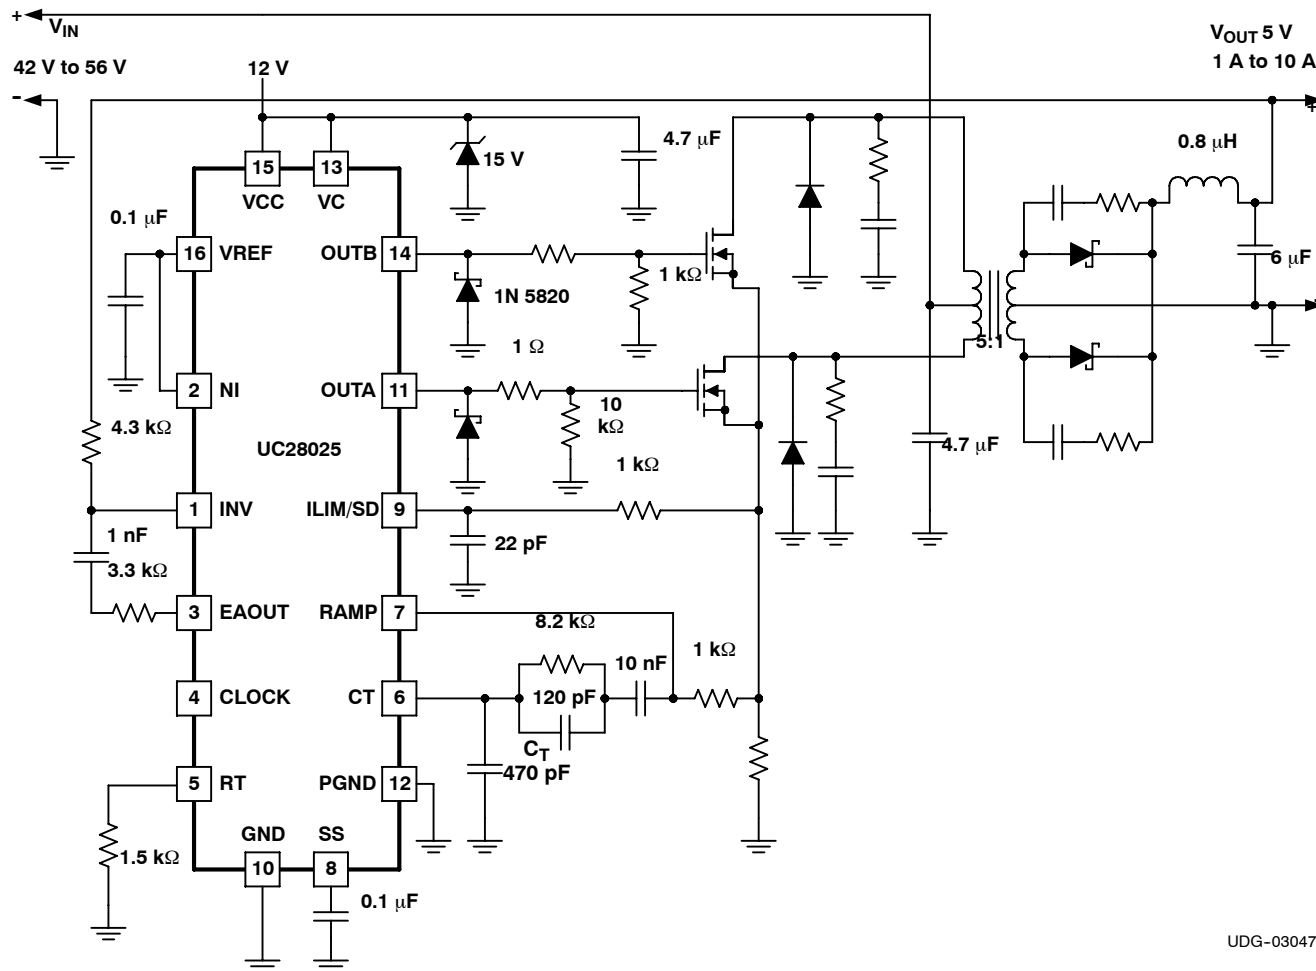 +
V_IN
V_OUT 5 V
42 V to 56 V
1 A to 10 A
12 V
-
+
4.7 μF
0.8 μH
15 V
15
13
VCC
VC
0.1 μF
16
VREF
OUTB
14
1 kΩ
6 μF
1N 5820
1 Ω
5:1
2
NI
OUTA
11
10
kΩ
4.3 kΩ
4.7 μF
UC28025
1 kΩ
1
INV
ILIM/SD
9
1 nF
22 pF
3.3 kΩ
3
EAOUT
RAMP
7
8.2 kΩ
1 kΩ
10 nF
4
CLOCK
CT
6
120 pF
C_T
470 pF
5
RT
PGND
12
GND
SS
1.5 kΩ
10
8
0.1 μF
UDG-03047